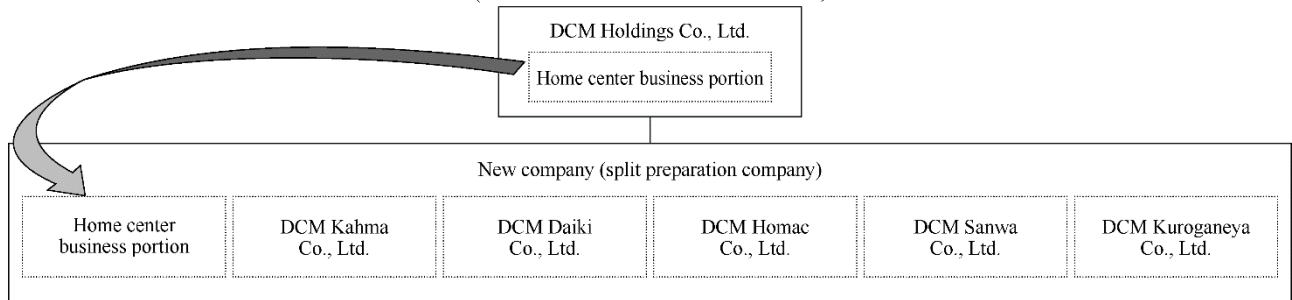 DCM Holdings Co., Ltd.
Home center business portion
New company (split preparation company)
Home center
business portion
DCM Kahma
Co., Ltd.
DCM Daiki
Co., Ltd.
DCM Homac
Co., Ltd.
DCM Sanwa
Co., Ltd.
DCM Kuroganeya
Co., Ltd.